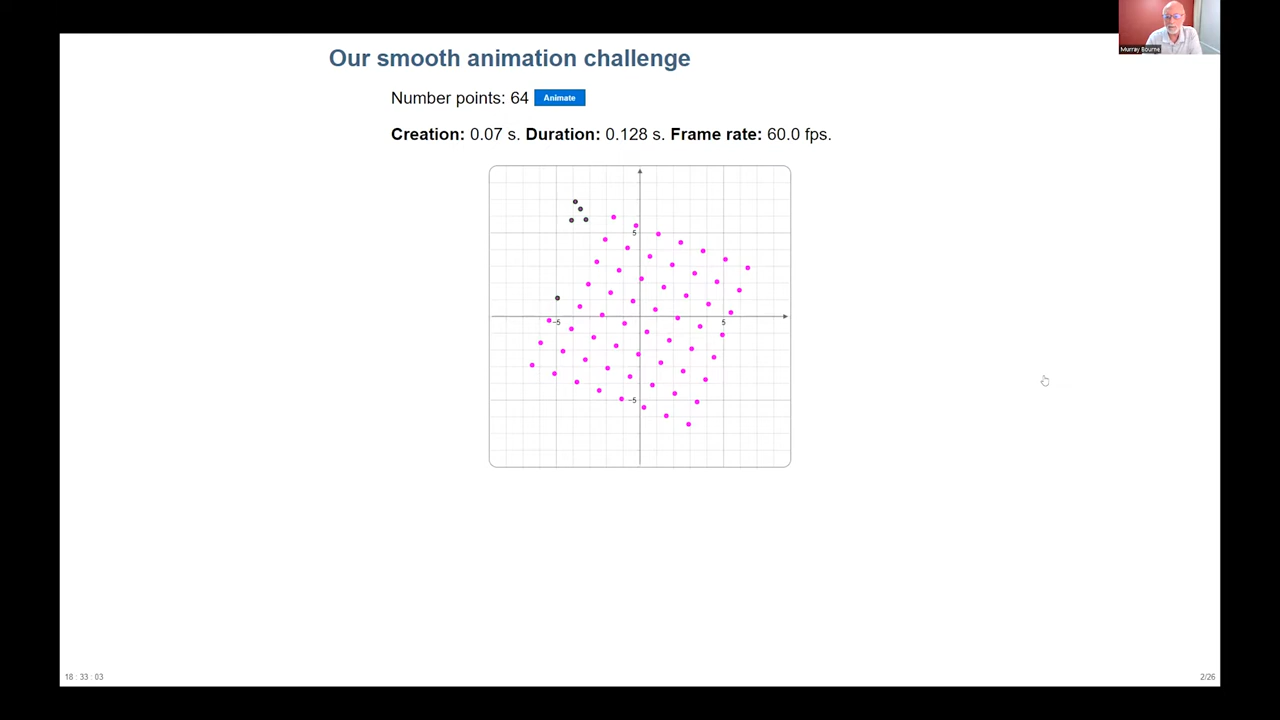 Our smooth animation challenge
Murray Bourne
Number points: 64 Animate
Creation: 0.07 s. Duration: 0.128 s. Frame rate: 60.0 fps.
5
-5
5
-5
18 : 33 : 03
2/26